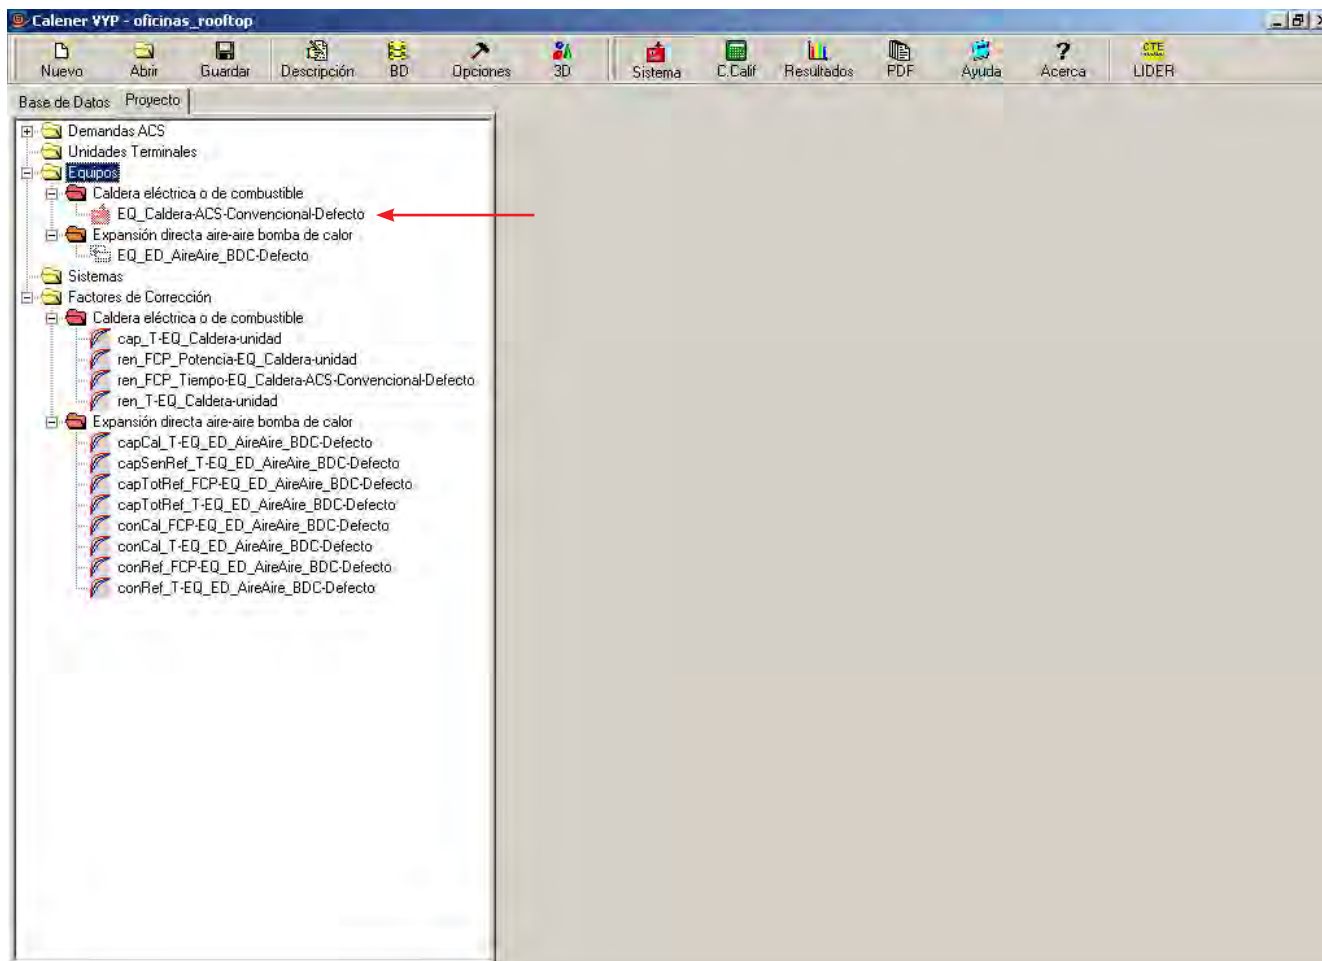 Calener VYP - oficinas_rooftop
Nuevo Abrir Guardar Descripción BD Opciones 3D Sistema C.Calif Resultados PDF Ayuda Acerca LIDER
CTE
Base de Datos Proyecto
Demandas ACS
Unidades Terminales
Equipos
Caldera eléctrica o de combustible
EQ_Caldera-ACS-Convencional-Defecto
Expansión directa aire-aire bomba de calor
EQ_ED_AireAire_BDC-Defecto
Sistemas
Factores de Corrección
Caldera eléctrica o de combustible
cap_T-EQ_Caldera-unidad
ren_FCP_Potencia-EQ_Caldera-unidad
ren_FCP_Tiempo-EQ_Caldera-ACS-Convencional-Defecto
ren_T-EQ_Caldera-unidad
Expansión directa aire-aire bomba de calor
capCal_T-EQ_ED_AireAire_BDC-Defecto
capSenRef_T-EQ_ED_AireAire_BDC-Defecto
capTotRef_FCP-EQ_ED_AireAire_BDC-Defecto
capTotRef_T-EQ_ED_AireAire_BDC-Defecto
conCal_FCP-EQ_ED_AireAire_BDC-Defecto
conCal_T-EQ_ED_AireAire_BDC-Defecto
conRef_FCP-EQ_ED_AireAire_BDC-Defecto
conRef_T-EQ_ED_AireAire_BDC-Defecto